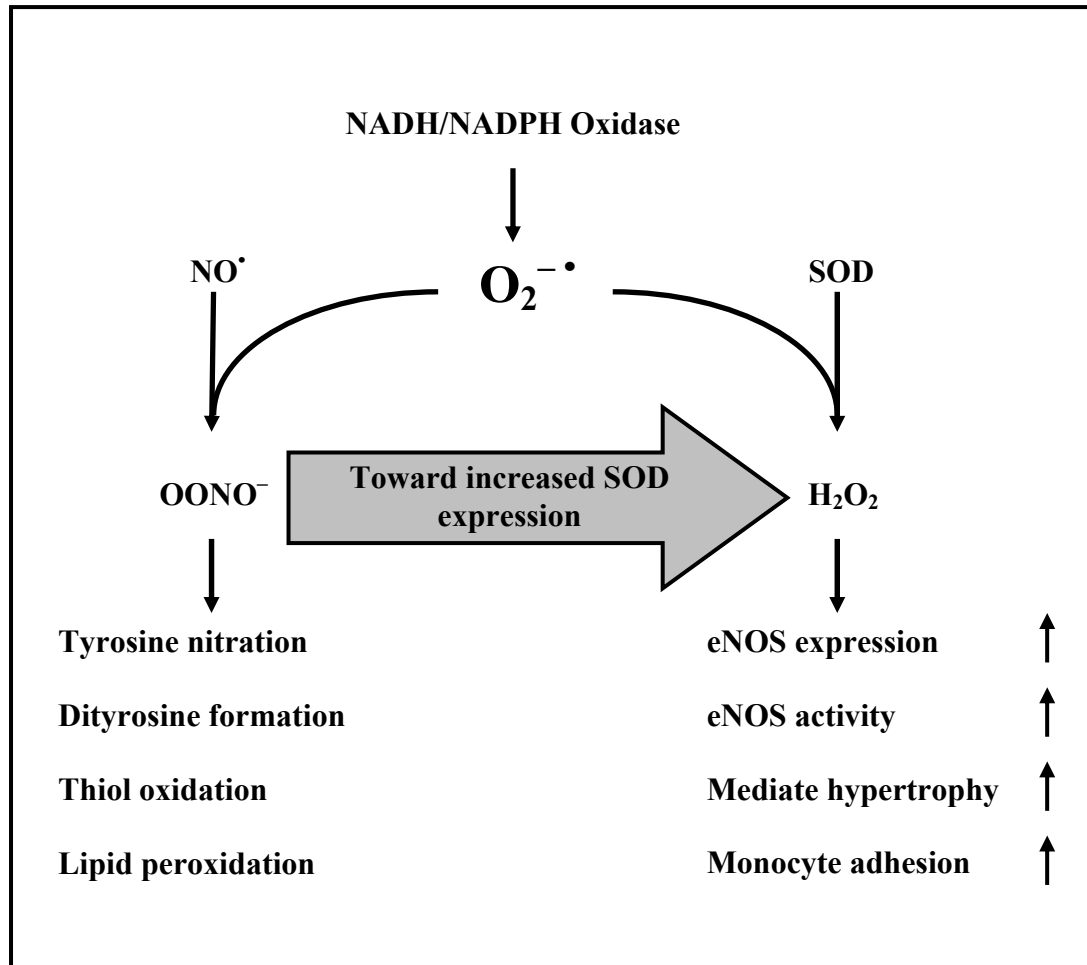 NADH/NADPH Oxidase
NO• O₂⁻• SOD
Toward increased SOD
expression
OONO⁻ H₂O₂
Tyrosine nitration eNOS expression
Dityrosine formation eNOS activity
Thiol oxidation Mediate hypertrophy
Lipid peroxidation Monocyte adhesion